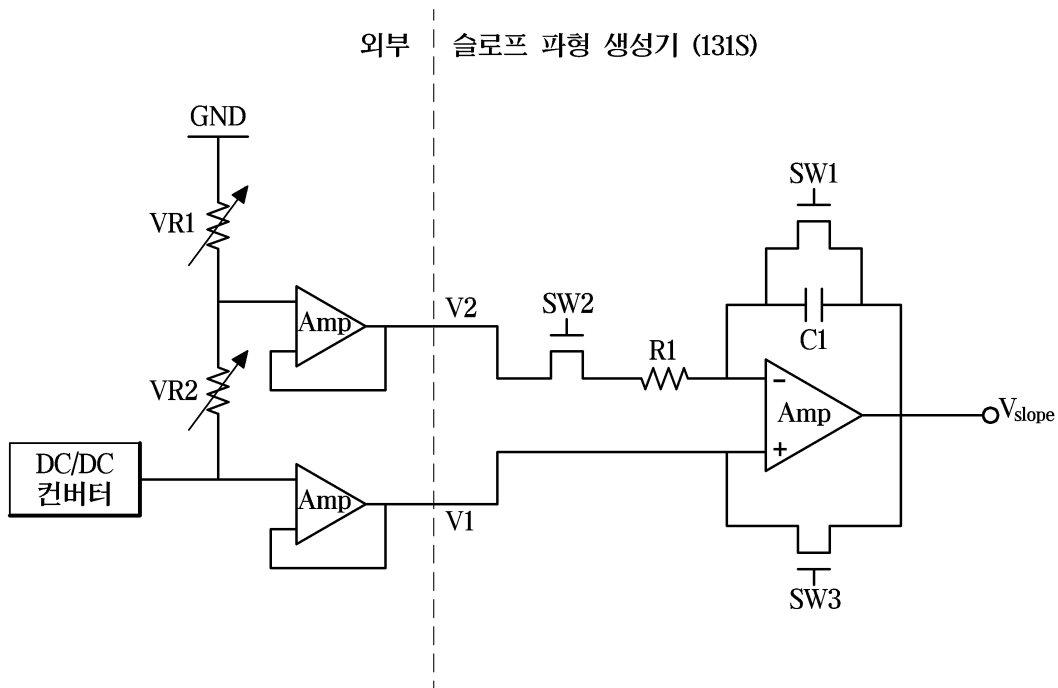 외부
슬로프 파형 생성기 (131S)
GND
SW1
VR1
V2
SW2
Amp
C1
R1
VR2
-
Amp
Vslope
+
DC/DC
컨버터
Amp
V1
SW3